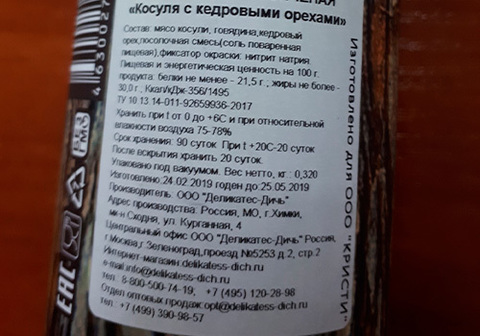 «Косуля с кедровыми орехами»
Состав: мясо косули, говядина,кедровый
орех,посолочная смесь(соль поваренная
пищевая),фиксатор окраски: нитрит натрия.
Пищевая и энергетическая ценность на 100 г.
продукта: белки не менее - 21,5 г , жиры не более -
30,0 г , Ккал/кДж-356/1495
ТУ 10.13.14-011-92659936-2017
Хранить при t от 0 до +6С и при относительной
влажности воздуха 75-78%
Срок хранения: 90 суток. При t +20С-20 суток
После вскрытия хранить 20 суток.
Упаковано под вакуумом. Вес нетто, кг.: 0,320
Изготовлено:24.02.2019 годен до:25.05.2019
Производитель: ООО "Деликатес-Дичь"
Адрес производства: Россия, МО, г.Химки,
мк-н Сходня, ул. Курганная, 4
Центральный офис ООО "Деликатес-Дичь" Россия,
г.Москва,г.Зеленоград,проезд №5253 д.2, стр 2
Интернет-магазин:delikatess-dich.ru
e-mail:info@delikatess-dich.ru
тел.: 8-800-500-74-19, +7 (495) 120-28-98
Отдел оптовых продаж:opt@delikatess-dich.ru
тел.: +7 (499) 390-98-57
Изготовлено для ООО "КРИСТИ"
ЕАС